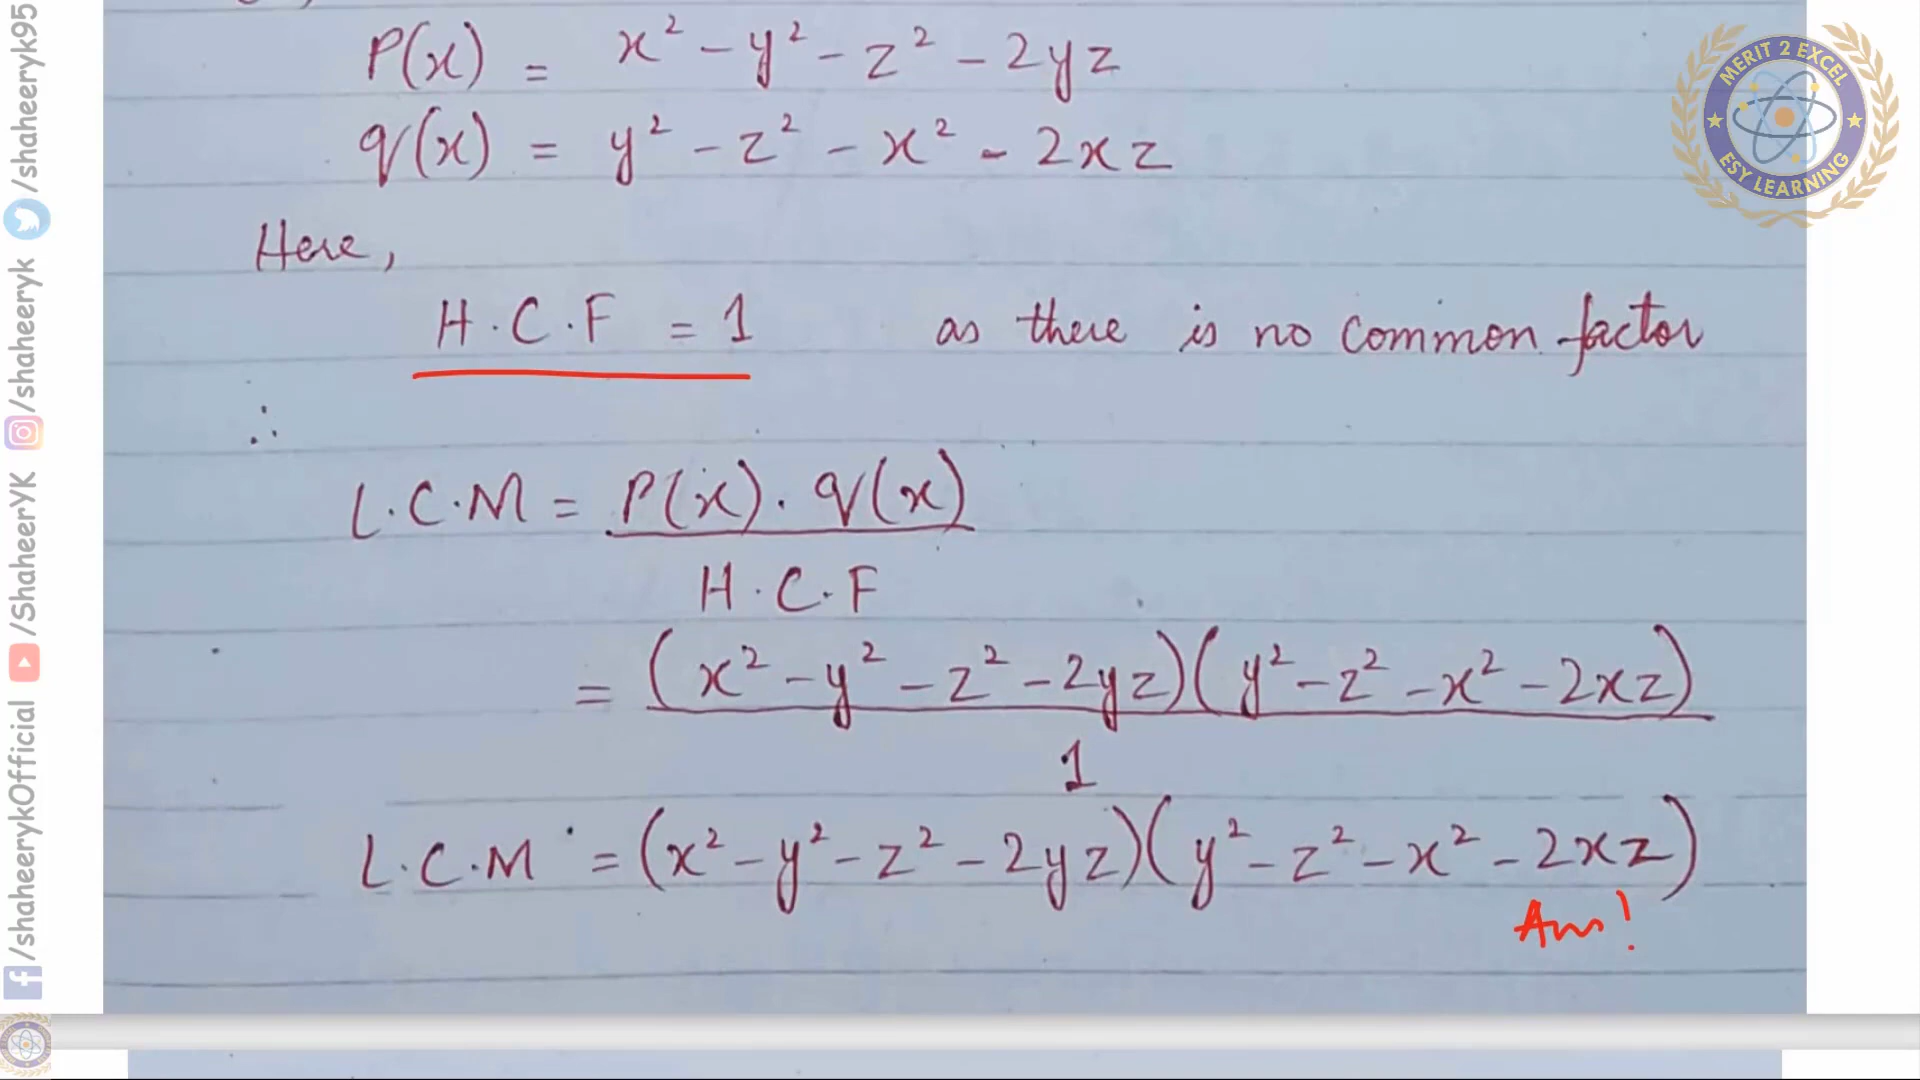 P(x) = x² - y² - z² - 2yz
q(x) = y² - z² - x² - 2xz
Here,
H.C.F = 1 as there is no common factor
∴
L.C.M = P(x) . q(x)
H.C.F
= (x² - y² - z² - 2yz)(y² - z² - x² - 2xz)
1
L.C.M = (x² - y² - z² - 2yz)(y² - z² - x² - 2xz)
Ans!
MERIT 2 EXCEL
ESY LEARNING
/shaheeryk95
/shaheeryk
/ShaheerYK
/shaheerykOfficial